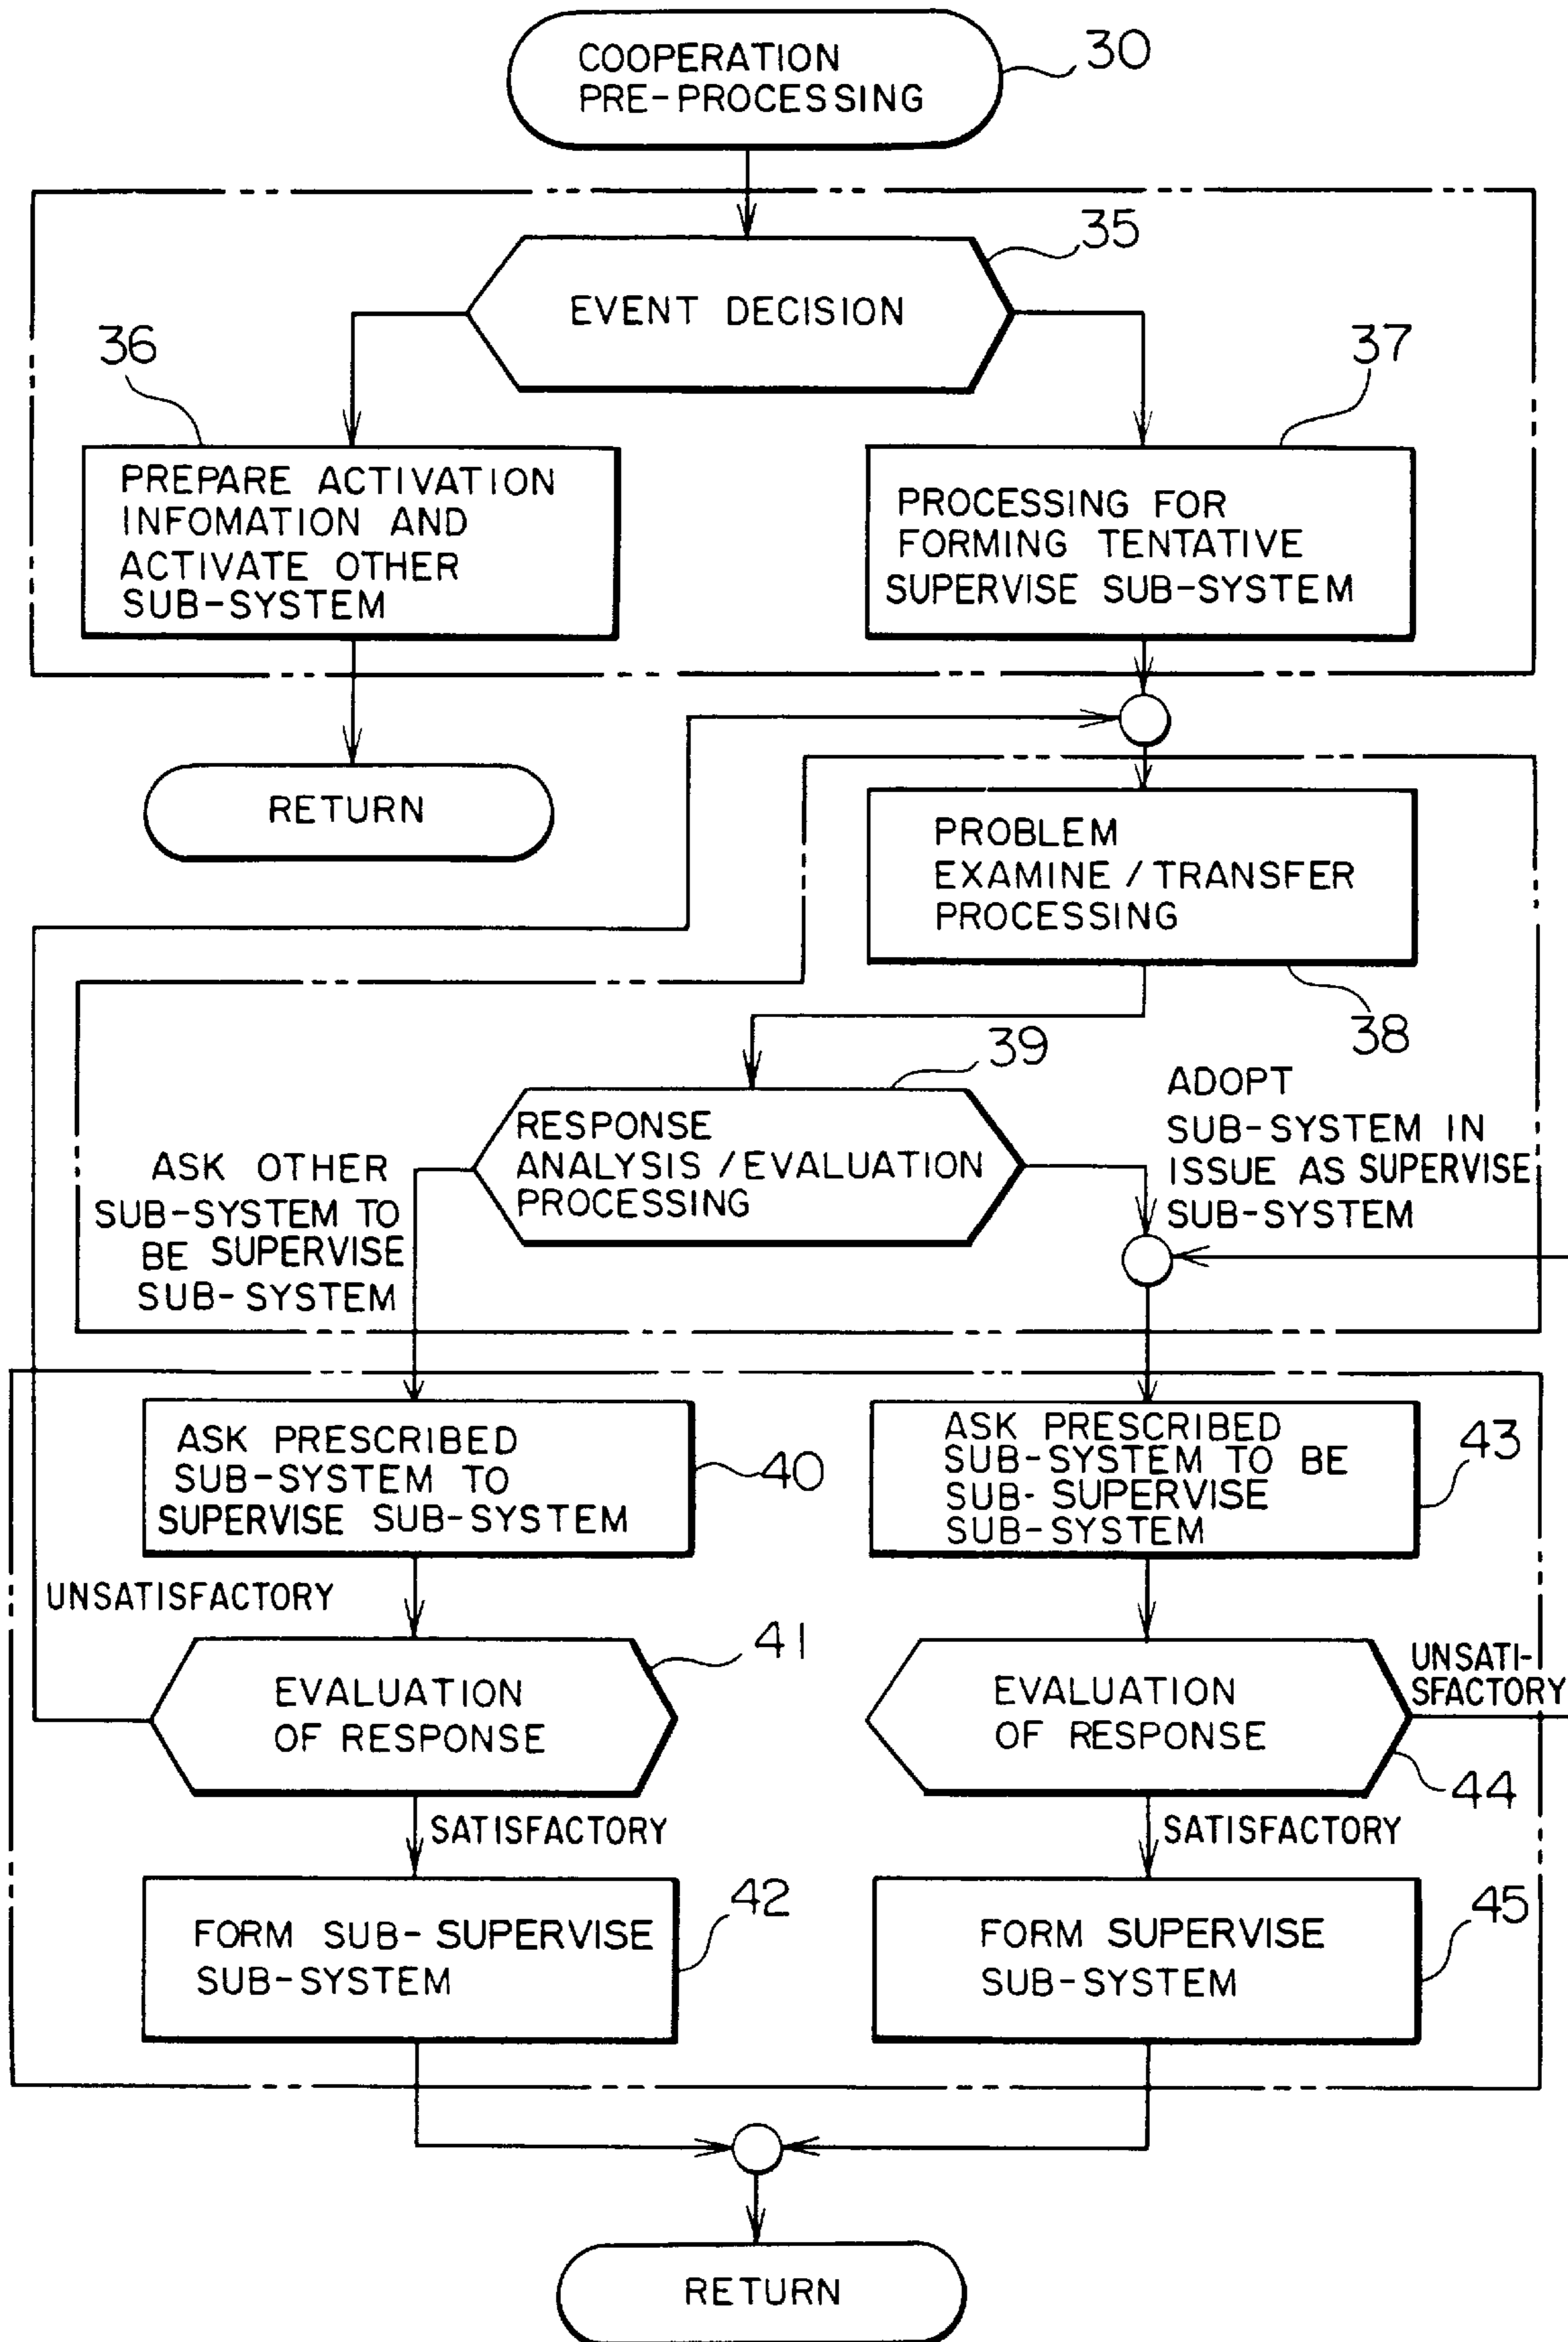 COOPERATION
PRE-PROCESSING
30
35
EVENT DECISION
36
37
PREPARE ACTIVATION
INFOMATION AND
ACTIVATE OTHER
SUB-SYSTEM
PROCESSING FOR
FORMING TENTATIVE
SUPERVISE SUB-SYSTEM
RETURN
PROBLEM
EXAMINE / TRANSFER
PROCESSING
38
39
RESPONSE
ANALYSIS / EVALUATION
PROCESSING
ADOPT
SUB-SYSTEM IN
ISSUE AS SUPERVISE
SUB-SYSTEM
ASK OTHER
SUB-SYSTEM TO
BE SUPERVISE
SUB-SYSTEM
ASK PRESCRIBED
SUB-SYSTEM TO
SUPERVISE SUB-SYSTEM
40
ASK PRESCRIBED
SUB-SYSTEM TO BE
SUB- SUPERVISE
SUB-SYSTEM
43
UNSATISFACTORY
41
EVALUATION
OF RESPONSE
EVALUATION
OF RESPONSE
UNSATI-
SFACTORY
44
SATISFACTORY
SATISFACTORY
42
FORM SUB-SUPERVISE
SUB-SYSTEM
45
FORM SUPERVISE
SUB-SYSTEM
RETURN